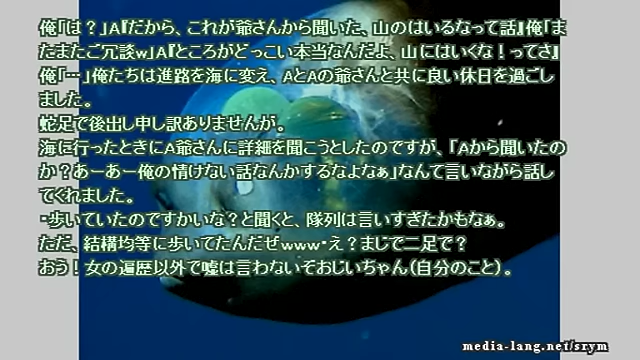 俺「は？」A『だから、これが爺さんから聞いた、山のはいるなって話』俺「ま
たまたご冗談w」A『ところがどっこい本当なんだよ、山にはいくな！ってさ』
俺「…」俺たちは進路を海に変え、AとAの爺さんと共に良い休日を過ごし
ました。
蛇足で後出し申し訳ありませんが。
海に行ったときにA爺さんに詳細を聞こうとしたのですが、「Aから聞いたの
か？あーあー俺の情けない話なんかするなよなぁ」なんて言いながら話し
てくれました。
・歩いていたのですかいな？と聞くと、隊列は言いすぎたかもなぁ。
ただ、結構均等に歩いてたんだぜwww・え？まじで二足で？
おう！女の遍歴以外で嘘は言わないぞおじいちゃん（自分のこと）。
media-lang.net/srym